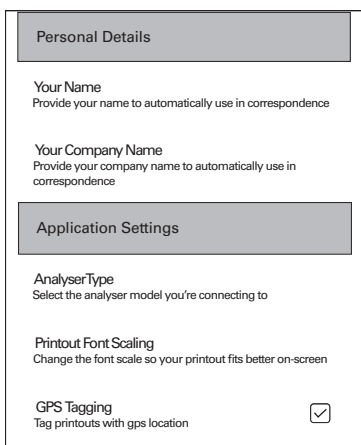 Personal Details
Your Name
Provide your name to automatically use in correspondence
Your Company Name
Provide your company name to automatically use in
correspondence
Application Settings
Analyser Type
Select the analyser model you're connecting to
Printout Font Scaling
Change the font scale so your printout fits better on-screen
GPS Tagging
Tag printouts with gps location